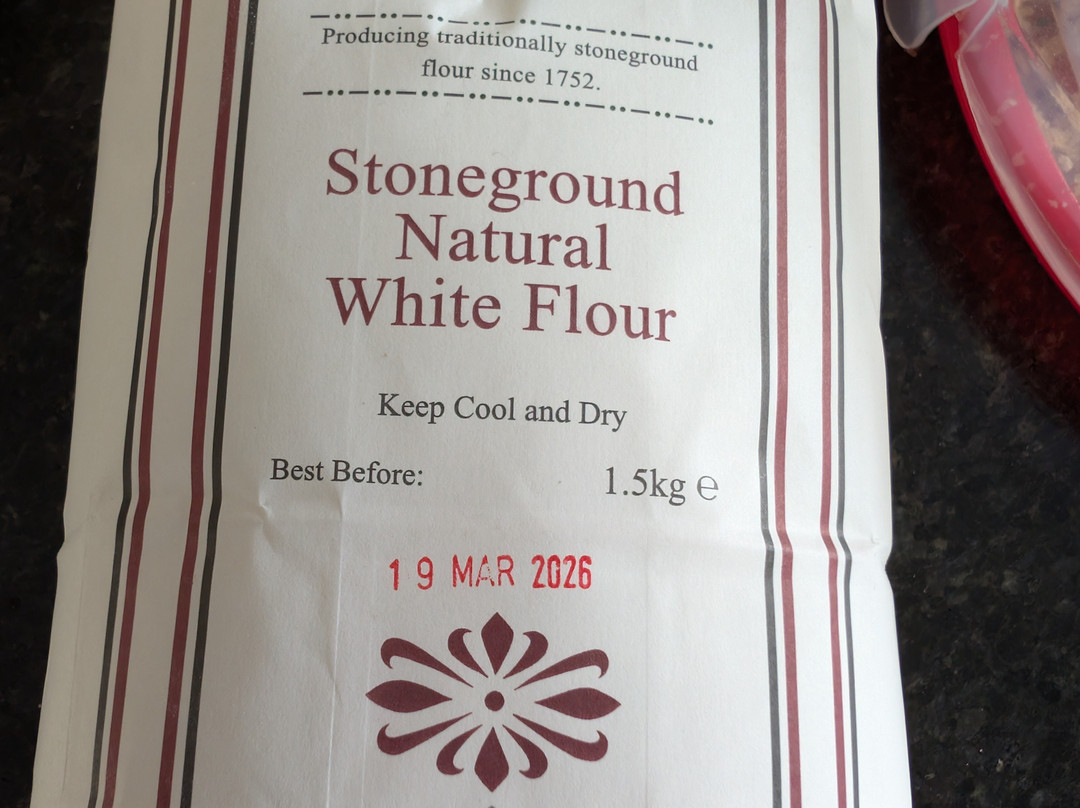 Producing traditionally stoneground
flour since 1752.
Stoneground
Natural
White Flour
Keep Cool and Dry
Best Before: 1.5kg ℮
19 MAR 2026